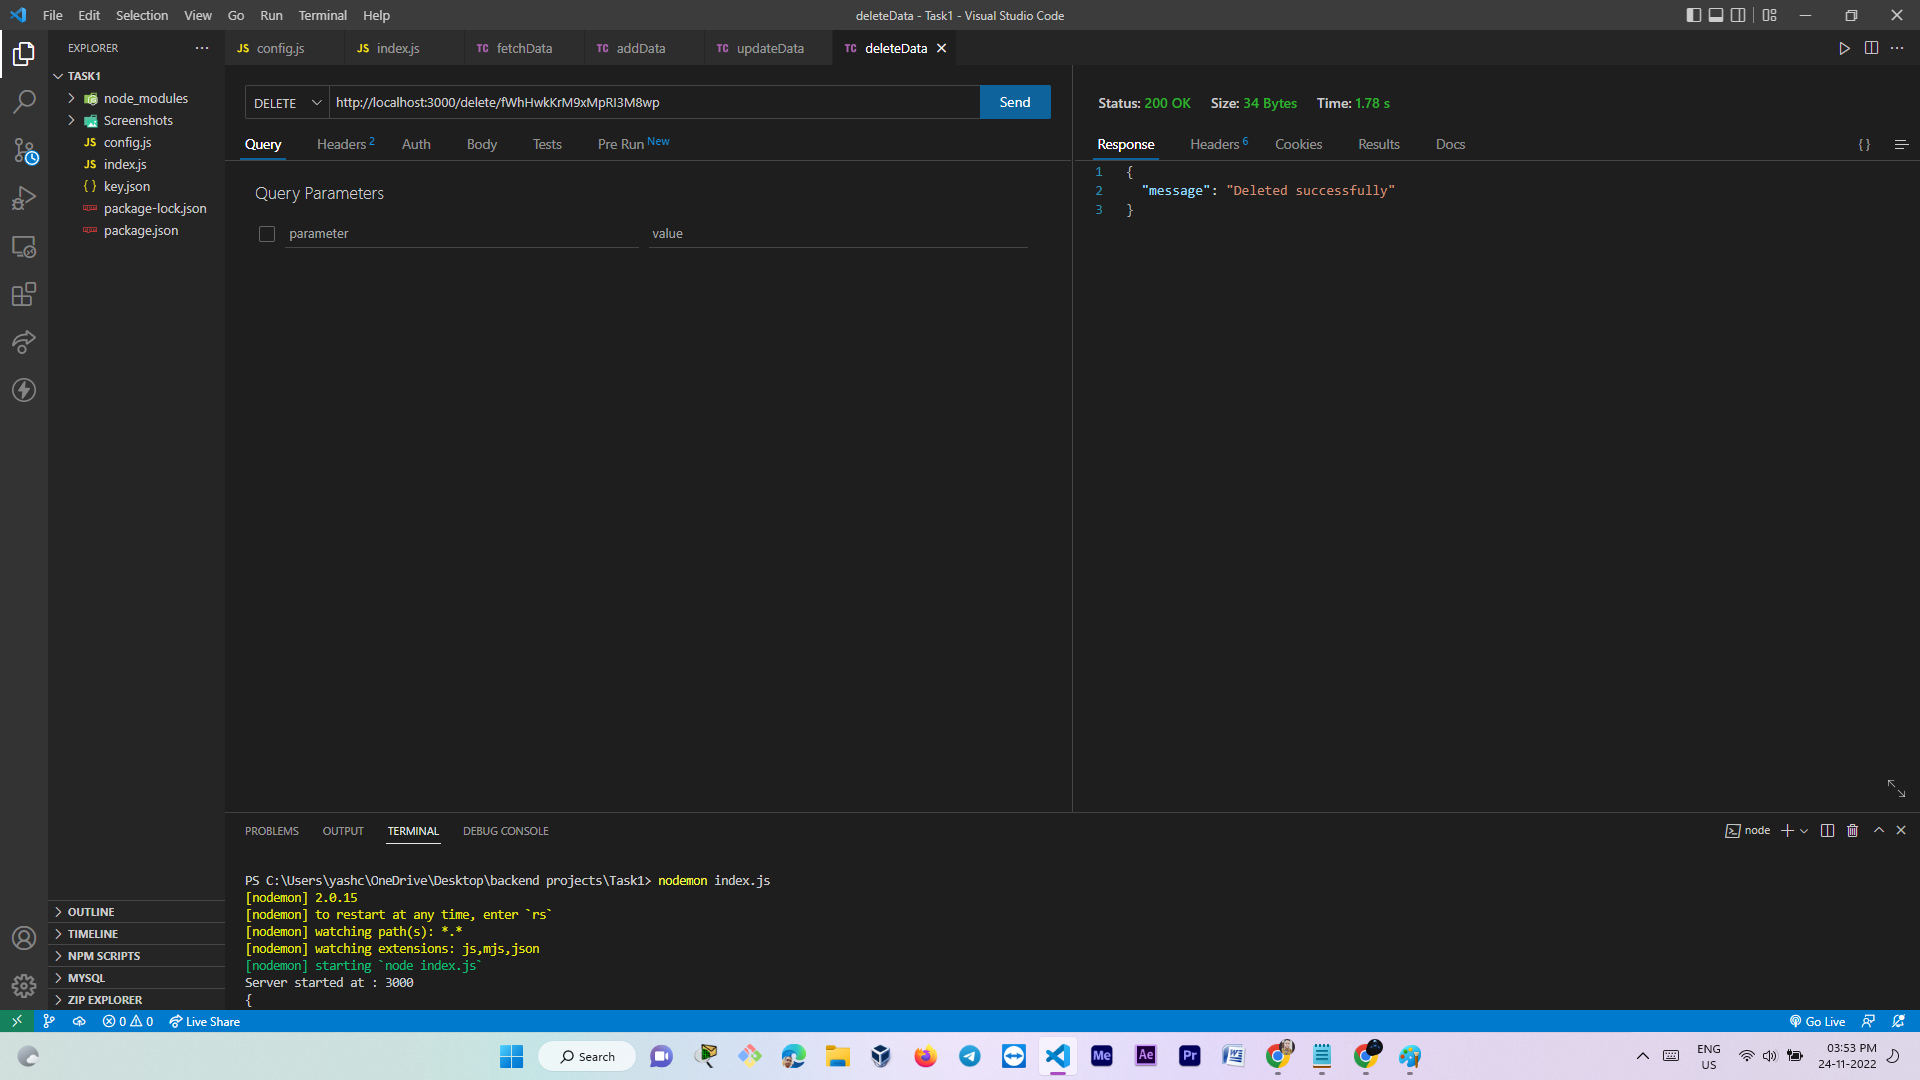 File Edit Selection View Go Run Terminal Help
deleteData - Task1 - Visual Studio Code
EXPLORER
TASK1
node_modules
Screenshots
JS config.js
JS index.js
{ } key.json
package-lock.json
package.json
OUTLINE
TIMELINE
NPM SCRIPTS
MYSQL
ZIP EXPLORER
JS config.js
JS index.js
TC fetchData
TC addData
TC updateData
TC deleteData
DELETE
http://localhost:3000/delete/fWhHwkKrM9xMpRI3M8wp
Send
Query Headers 2 Auth Body Tests Pre Run New
Query Parameters
parameter value
Status: 200 OK Size: 34 Bytes Time: 1.78 s
Response Headers 6 Cookies Results Docs { }
1 {
2 "message": "Deleted successfully"
3 }
PROBLEMS OUTPUT TERMINAL DEBUG CONSOLE
node
PS C:\Users\yashc\OneDrive\Desktop\backend projects\Task1> nodemon index.js
[nodemon] 2.0.15
[nodemon] to restart at any time, enter `rs`
[nodemon] watching path(s): *.*
[nodemon] watching extensions: js,mjs,json
[nodemon] starting `node index.js`
Server started at : 3000
{
0 0 Live Share
Go Live
Search
Me Ae Pr
ENG
US
03:53 PM
24-11-2022